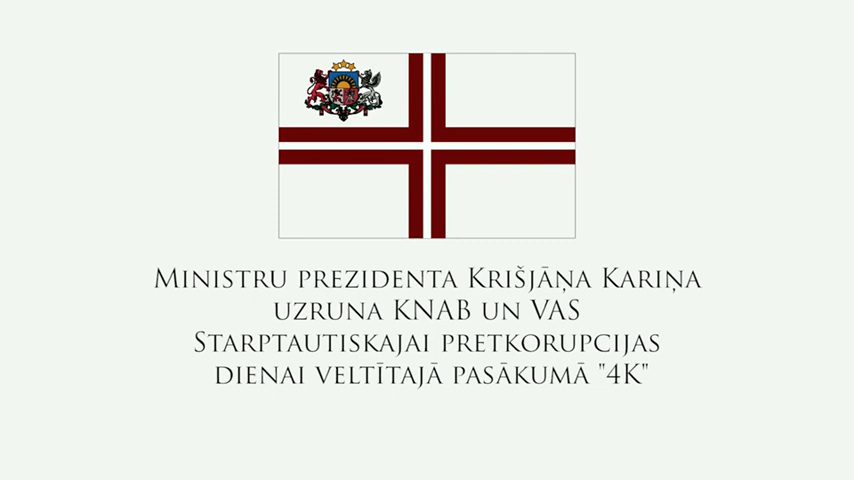 Ministru prezidenta Krišjāņa Kariņa
uzruna KNAB un VAS
Starptautiskajai pretkorupcijas
dienai veltītajā pasākumā "4K"